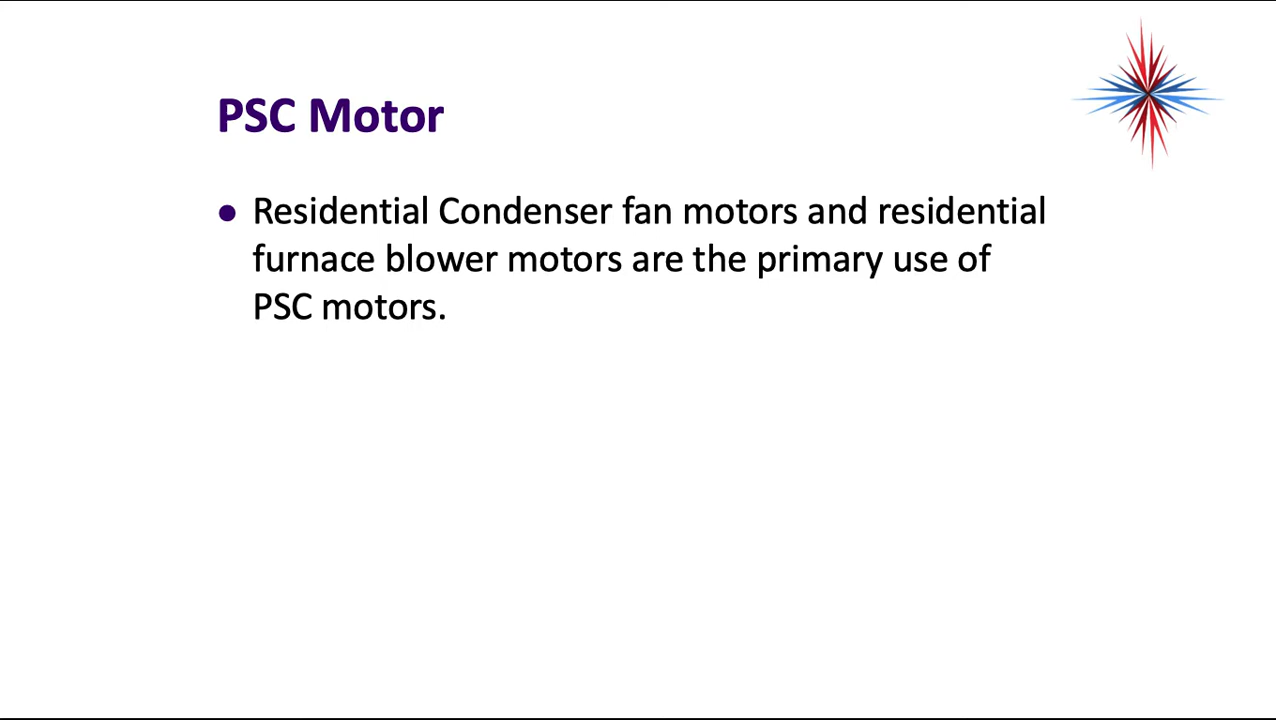 PSC Motor
● Residential Condenser fan motors and residential
furnace blower motors are the primary use of
PSC motors.